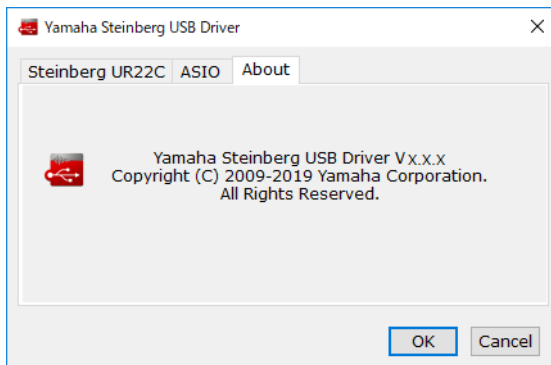 Yamaha Steinberg USB Driver
Steinberg UR22C ASIO About
Yamaha Steinberg USB Driver Vx.x.x
Copyright (C) 2009-2019 Yamaha Corporation.
All Rights Reserved.
OK Cancel